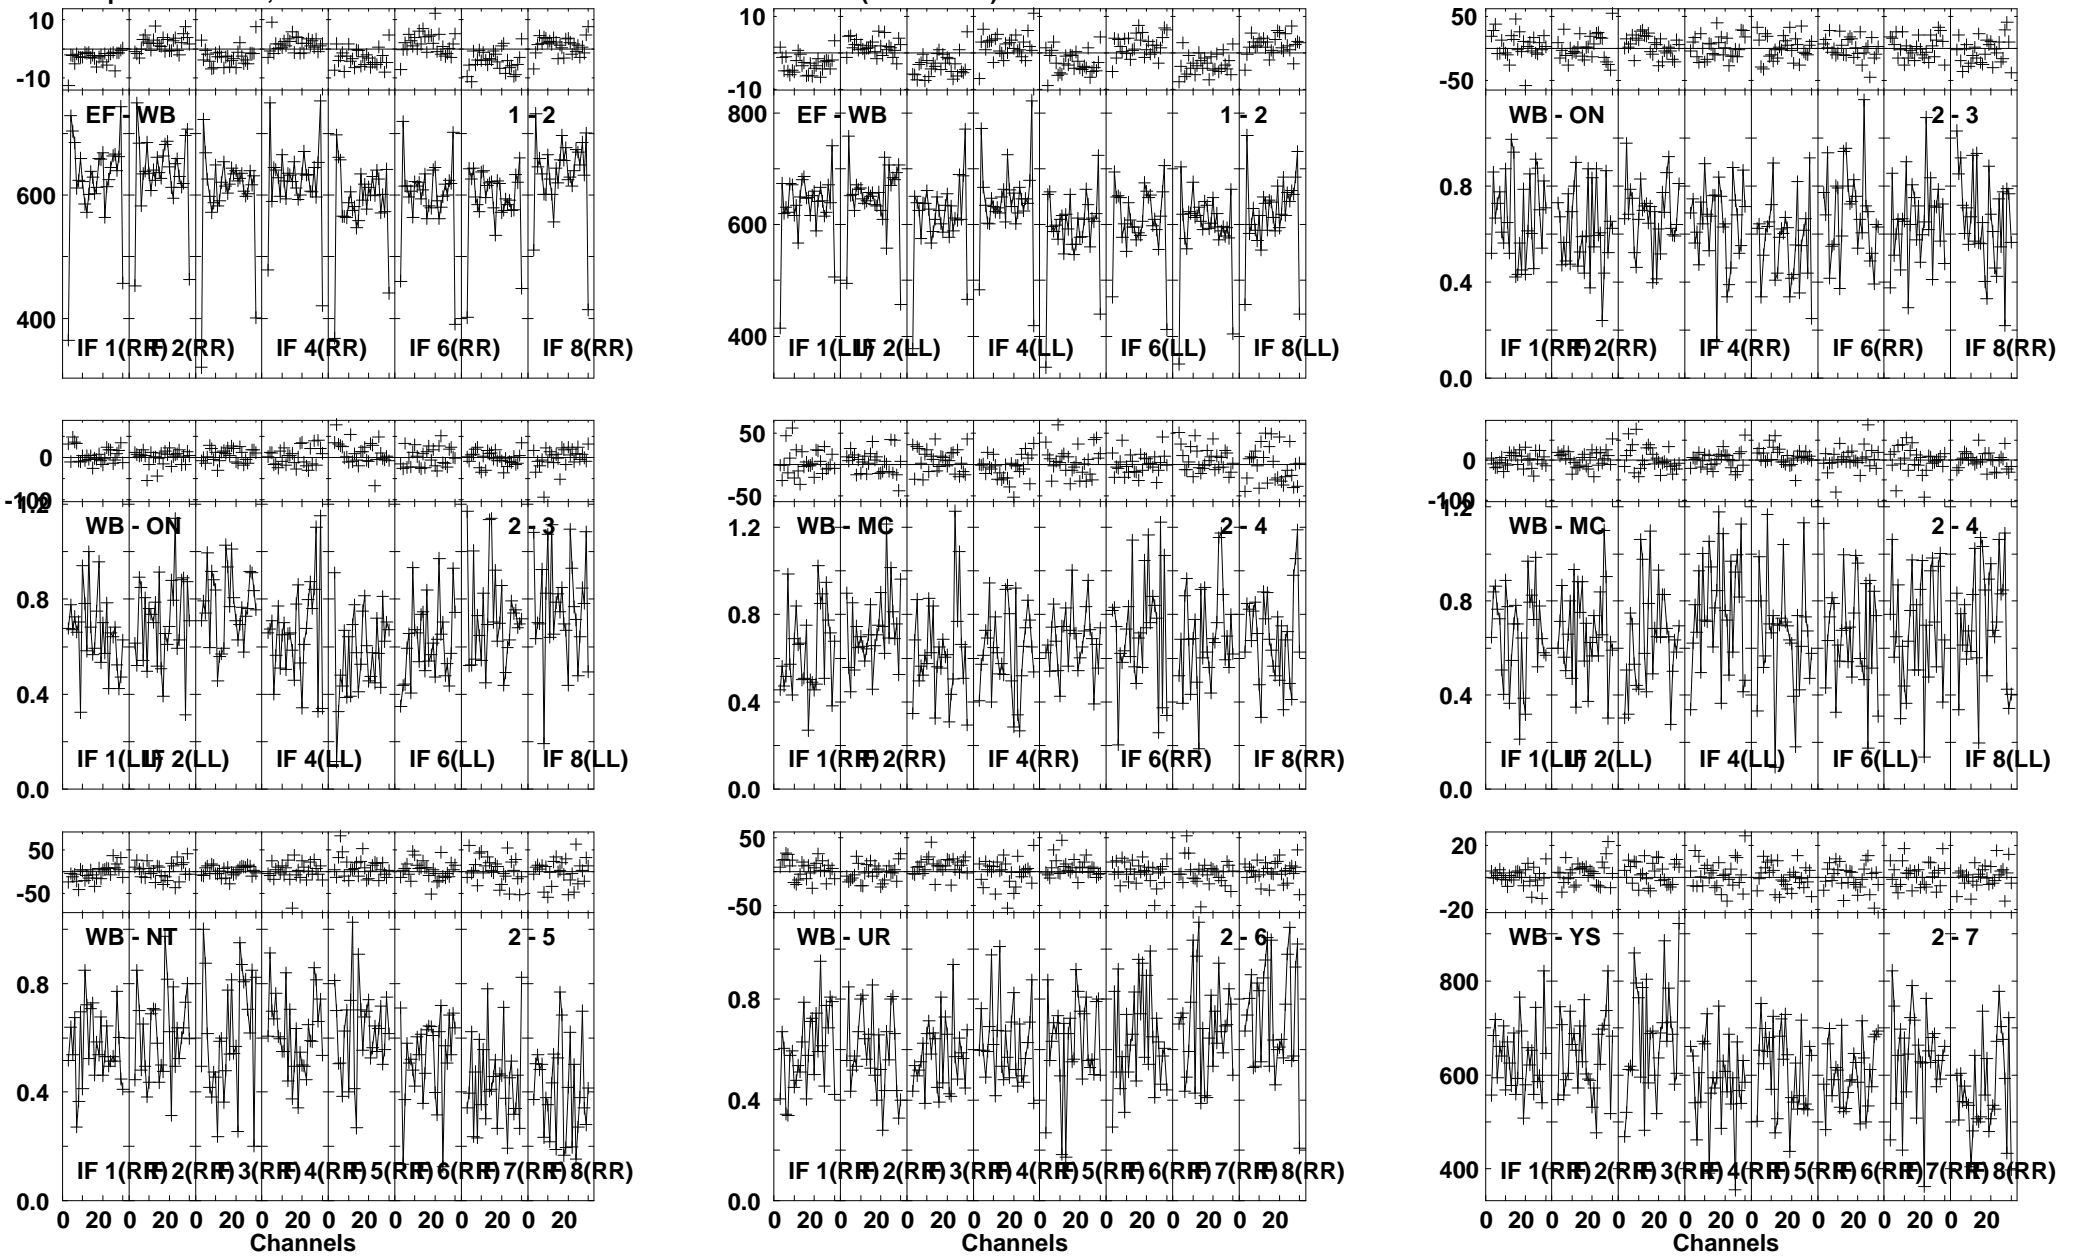 10 10 50
-10 -10 -50
EF - WB 1 - 2 EF - WB 1 - 2 WB - ON 2 - 3
800
600 600 0.8
400 400 0.4
IF 1(RR) IF 2(RR) IF 4(RR) IF 6(RR) IF 8(RR) IF 1(LL) IF 2(LL) IF 4(LL) IF 6(LL) IF 8(LL) IF 1(RR) IF 2(RR) IF 4(RR) IF 6(RR) IF 8(RR)
0.0
50
0 0
-100 -50 -100
1.2 1.2
WB - ON 2 - 3 WB - MC 2 - 4 WB - MC 2 - 4
1.2
0.8 0.8 0.8
0.4 0.4 0.4
IF 1(LL) IF 2(LL) IF 4(LL) IF 6(LL) IF 8(LL) IF 1(RR) IF 2(RR) IF 4(RR) IF 6(RR) IF 8(RR) IF 1(LL) IF 2(LL) IF 4(LL) IF 6(LL) IF 8(LL)
0.0 0.0 0.0
50 50 20
-50 -50 -20
WB - NT 2 - 5 WB - UR 2 - 6 WB - YS 2 - 7
0.8 0.8 800
600
0.4 0.4
400
IF 1(RR) IF 2(RR) IF 3(RR) IF 4(RR) IF 5(RR) IF 6(RR) IF 7(RR) IF 8(RR) IF 1(RR) IF 2(RR) IF 3(RR) IF 4(RR) IF 5(RR) IF 6(RR) IF 7(RR) IF 8(RR) IF 1(RR) IF 2(RR) IF 3(RR) IF 4(RR) IF 5(RR) IF 6(RR) IF 7(RR) IF 8(RR)
0.0 0.0
0 20 0 20 0 20 0 20 0 20 0 20 0 20 0 20 0 20 0 20 0 20 0 20 0 20 0 20 0 20 0 20 0 20 0 20 0 20 0 20 0 20 0 20 0 20 0 20
Channels Channels Channels